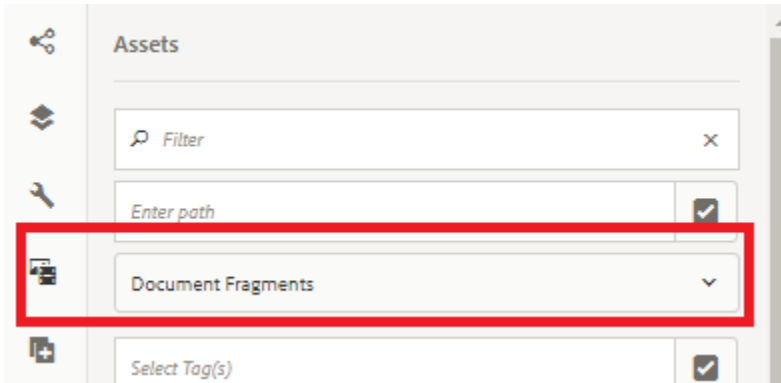 Assets
Filter
Enter path
Document Fragments
Select Tag(s)